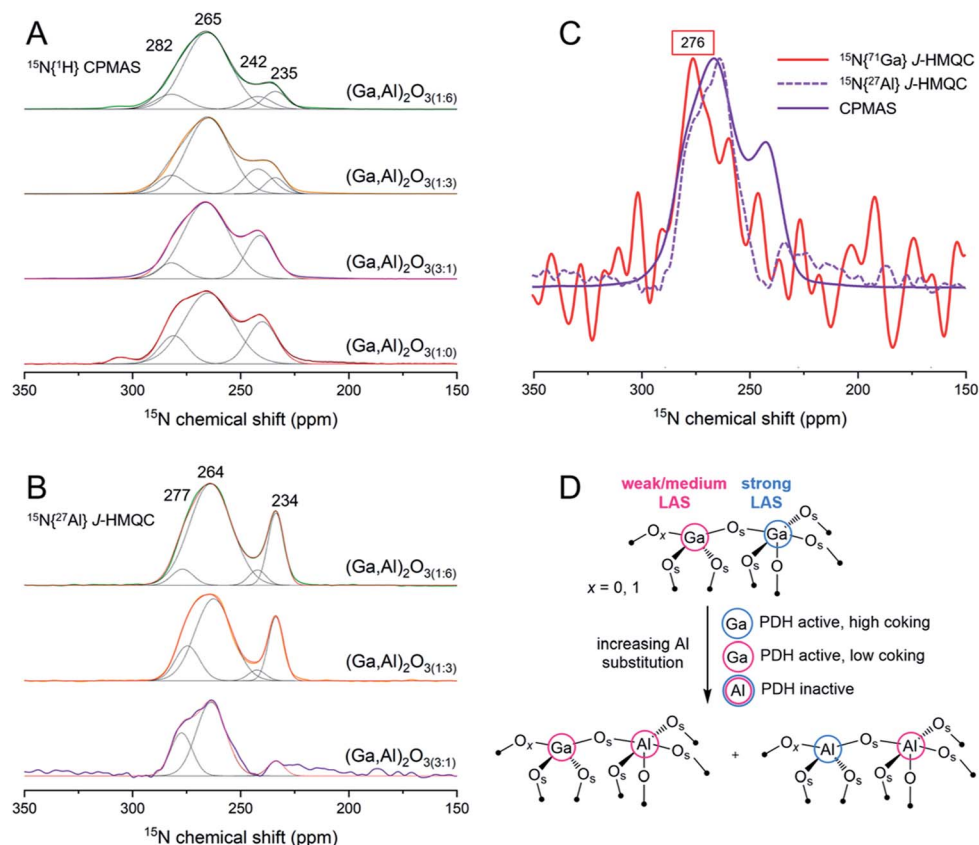 A
¹⁵N{¹H} CPMAS
282
265
242
235
(Ga,Al)₂O₃₍₁:₆₎
(Ga,Al)₂O₃₍₁:₃₎
(Ga,Al)₂O₃₍₃:₁₎
(Ga,Al)₂O₃₍₁:₀₎
350 300 250 200 150
¹⁵N chemical shift (ppm)
C
276
¹⁵N{⁷¹Ga} J-HMQC
¹⁵N{²⁷Al} J-HMQC
CPMAS
350 300 250 200 150
¹⁵N chemical shift (ppm)
B
¹⁵N{²⁷Al} J-HMQC
277
264
234
(Ga,Al)₂O₃₍₁:₆₎
(Ga,Al)₂O₃₍₁:₃₎
(Ga,Al)₂O₃₍₃:₁₎
350 300 250 200 150
¹⁵N chemical shift (ppm)
D
weak/medium
LAS
strong
LAS
Oₓ Ga Oₛ Ga Oₛ Oₛ
Oₛ Oₛ Oₛ O
x = 0, 1
increasing Al
substitution
Ga PDH active, high coking
Ga PDH active, low coking
Al PDH inactive
Oₓ Ga Oₛ Al Oₛ Oₛ
Oₛ Oₛ Oₛ O
+
Oₓ Al Oₛ Al Oₛ Oₛ
Oₛ Oₛ Oₛ O